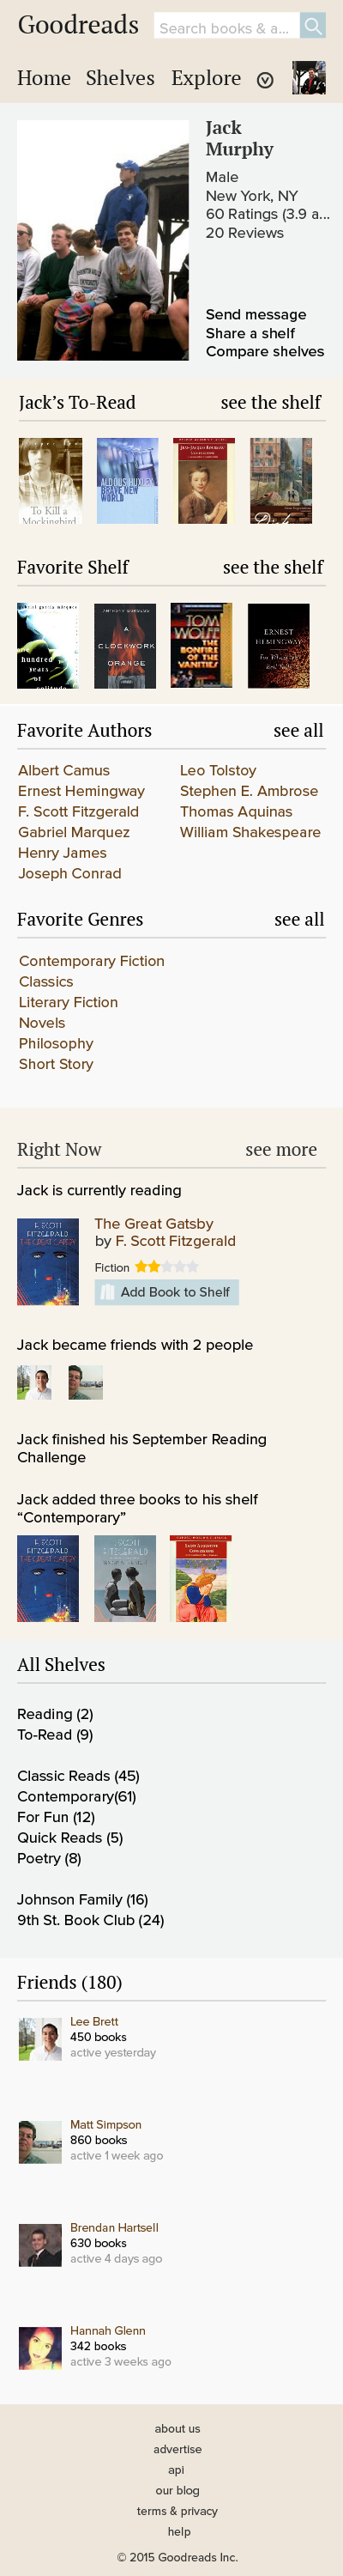 Goodreads
Search books & a...
Home Shelves Explore
Jack
Murphy
Male
New York, NY
60 Ratings (3.9 a...
20 Reviews
Send message
Share a shelf
Compare shelves
Jack’s To-Read see the shelf
To Kill a
Mockingbird
ALDOUS HUXLEY
BRAVE NEW
WORLD
Favorite Shelf see the shelf
one
hundred
years
of
solitude
A
CLOCKWORK
ORANGE
TOM
WOLFE
THE
BONFIRE
OF THE
VANITIES
ERNEST
HEMINGWAY
Favorite Authors see all
Albert Camus
Ernest Hemingway
F. Scott Fitzgerald
Gabriel Marquez
Henry James
Joseph Conrad
Leo Tolstoy
Stephen E. Ambrose
Thomas Aquinas
William Shakespeare
Favorite Genres see all
Contemporary Fiction
Classics
Literary Fiction
Novels
Philosophy
Short Story
Right Now see more
Jack is currently reading
F. SCOTT
FITZGERALD
THE GREAT GATSBY
The Great Gatsby
by F. Scott Fitzgerald
Fiction
Add Book to Shelf
Jack became friends with 2 people
Jack finished his September Reading
Challenge
Jack added three books to his shelf
“Contemporary”
F. SCOTT
FITZGERALD
THE GREAT GATSBY
F. SCOTT
FITZGERALD
All Shelves
Reading (2)
To-Read (9)
Classic Reads (45)
Contemporary(61)
For Fun (12)
Quick Reads (5)
Poetry (8)
Johnson Family (16)
9th St. Book Club (24)
Friends (180)
Lee Brett
450 books
active yesterday
Matt Simpson
860 books
active 1 week ago
Brendan Hartsell
630 books
active 4 days ago
Hannah Glenn
342 books
active 3 weeks ago
about us
advertise
api
our blog
terms & privacy
help
© 2015 Goodreads Inc.